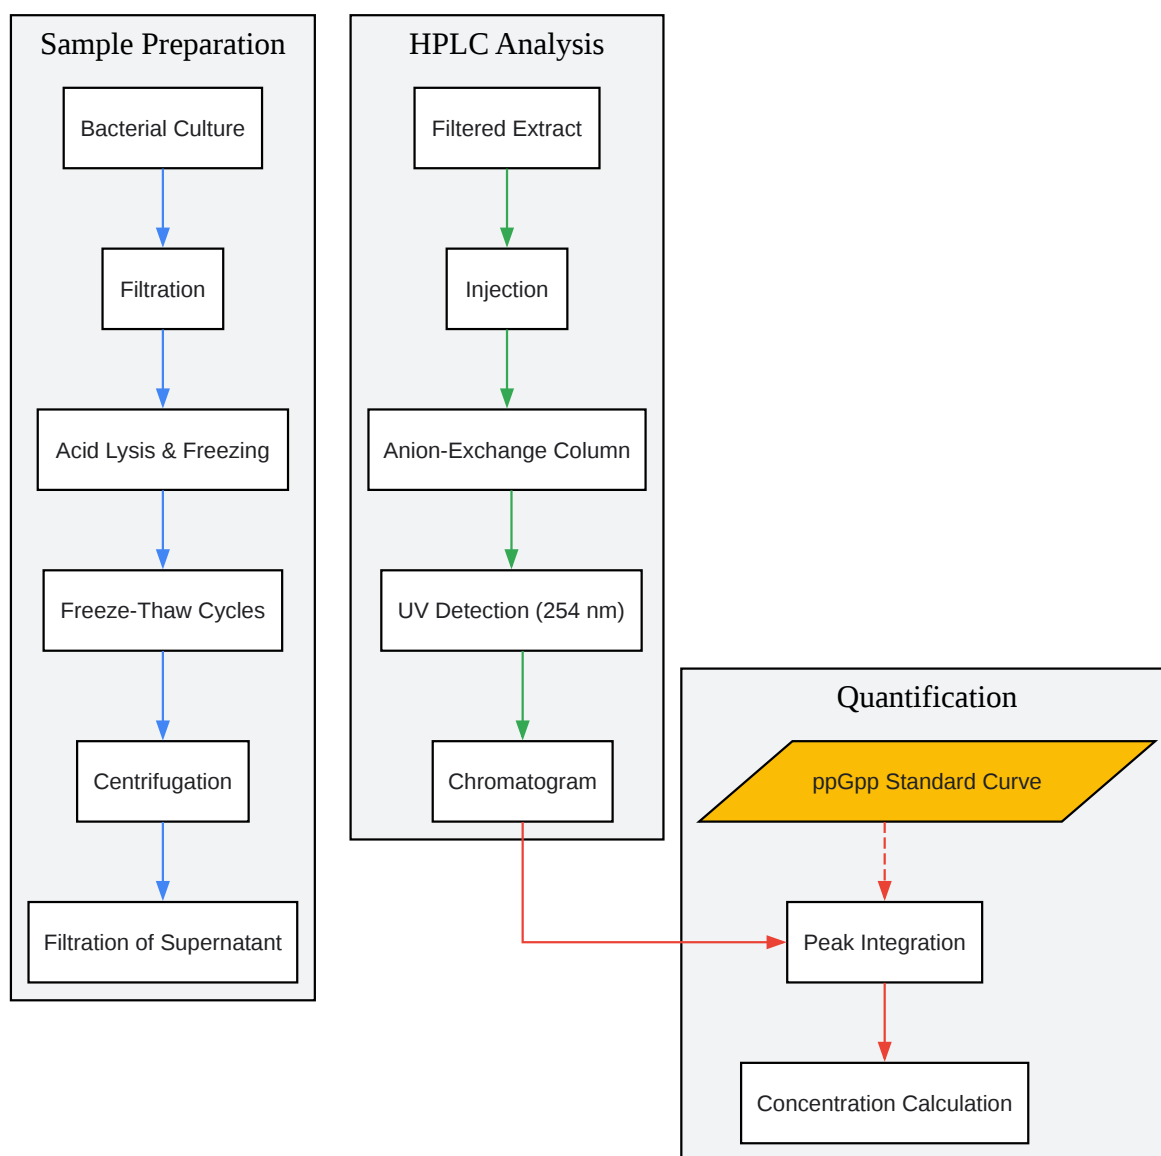 Sample Preparation
Bacterial Culture
Filtration
Acid Lysis & Freezing
Freeze-Thaw Cycles
Centrifugation
Filtration of Supernatant
HPLC Analysis
Filtered Extract
Injection
Anion-Exchange Column
UV Detection (254 nm)
Chromatogram
Quantification
ppGpp Standard Curve
Peak Integration
Concentration Calculation